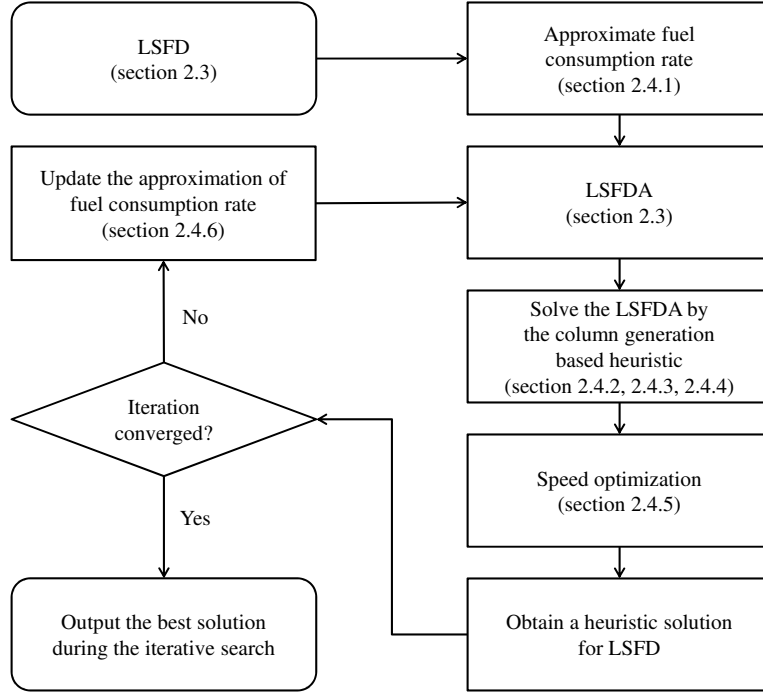 LSFD
(section 2.3)
Approximate fuel
consumption rate
(section 2.4.1)
Update the approximation of
fuel consumption rate
(section 2.4.6)
LSFDA
(section 2.3)
Solve the LSFDA by
the column generation
based heuristic
(section 2.4.2, 2.4.3, 2.4.4)
No
Iteration
converged?
Speed optimization
(section 2.4.5)
Yes
Output the best solution
during the iterative search
Obtain a heuristic solution
for LSFD